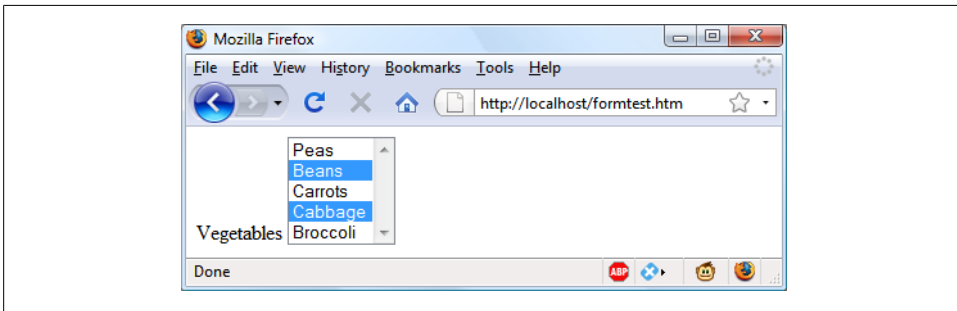 Mozilla Firefox
File Edit View History Bookmarks Tools Help
http://localhost/formtest.htm
Peas
Beans
Carrots
Cabbage
Vegetables Broccoli
Done ABP